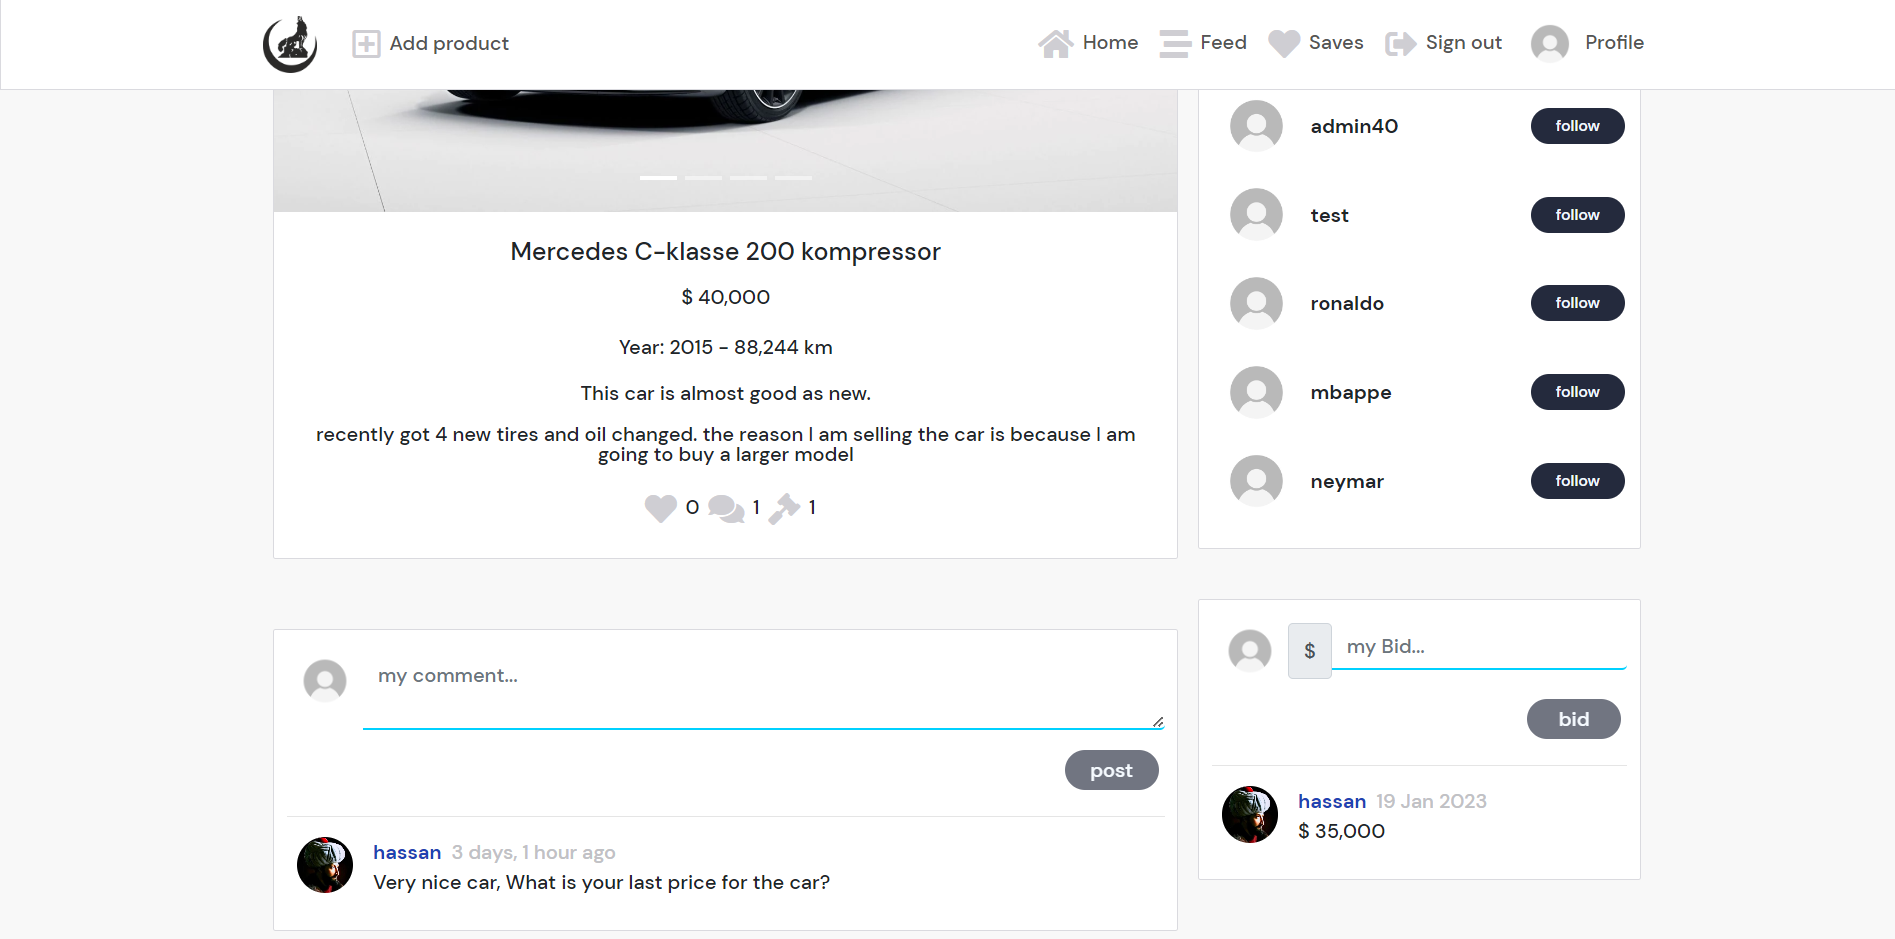 Add product
Home
Feed
Saves
Sign out
Profile
Mercedes C-klasse 200 kompressor
$ 40,000
Year: 2015 - 88,244 km
This car is almost good as new.
recently got 4 new tires and oil changed. the reason I am selling the car is because I am
going to buy a larger model
0 1 1
admin40 follow
test follow
ronaldo follow
mbappe follow
neymar follow
my comment...
post
hassan 3 days, 1 hour ago
Very nice car, What is your last price for the car?
$ my Bid...
bid
hassan 19 Jan 2023
$ 35,000